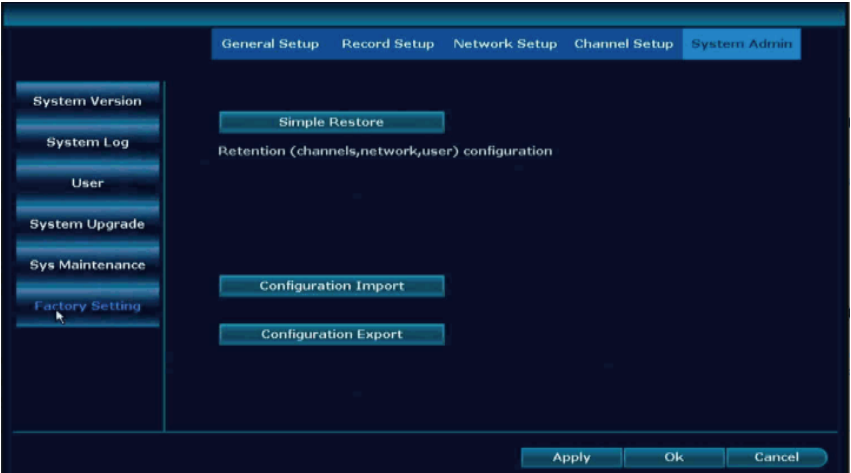 General Setup Record Setup Network Setup Channel Setup System Admin
System Version
System Log
User
System Upgrade
Sys Maintenance
Factory Setting
Simple Restore
Retention (channels,network,user) configuration
Configuration Import
Configuration Export
Apply Ok Cancel